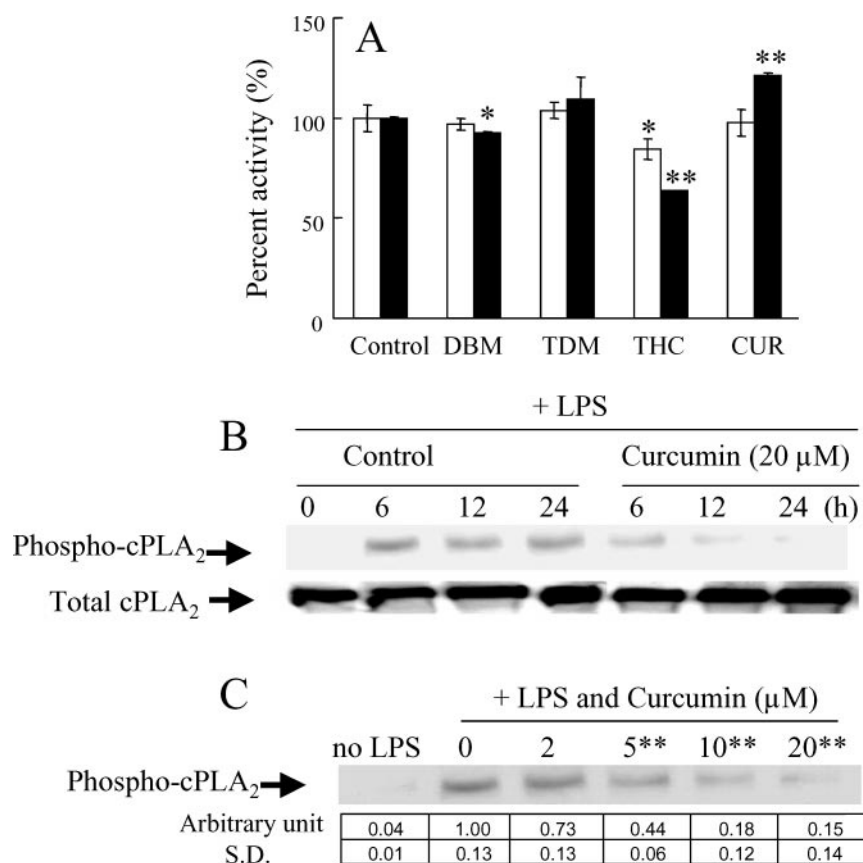 A
Percent activity (%)
150
100
50
0
*
**
*
**
Control DBM TDM THC CUR
B
+ LPS
Control Curcumin (20 µM)
0 6 12 24 6 12 24 (h)
Phospho-cPLA₂
Total cPLA₂
C
+ LPS and Curcumin (µM)
no LPS 0 2 5** 10** 20**
Phospho-cPLA₂
Arbitrary unit 0.04 1.00 0.73 0.44 0.18 0.15
S.D. 0.01 0.13 0.13 0.06 0.12 0.14